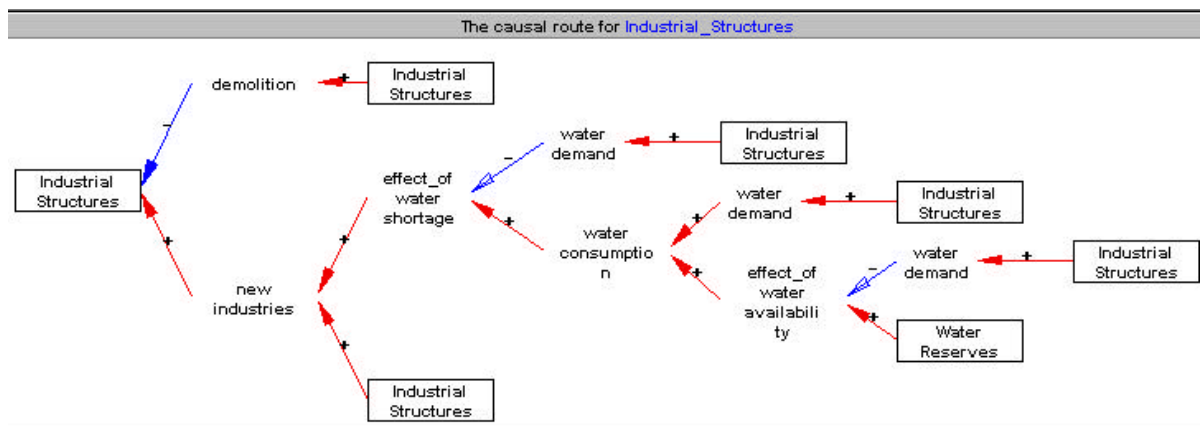 The causal route for Industrial_Structures
demolition
+
Industrial
Structures
-
Industrial
Structures
+
new
industries
+
effect_of
water
shortage
-
water
demand
+
Industrial
Structures
+
water
consumptio
n
+
water
demand
+
Industrial
Structures
+
effect_of
water
availabili
ty
-
water
demand
+
Industrial
Structures
+
Water
Reserves
+
Industrial
Structures